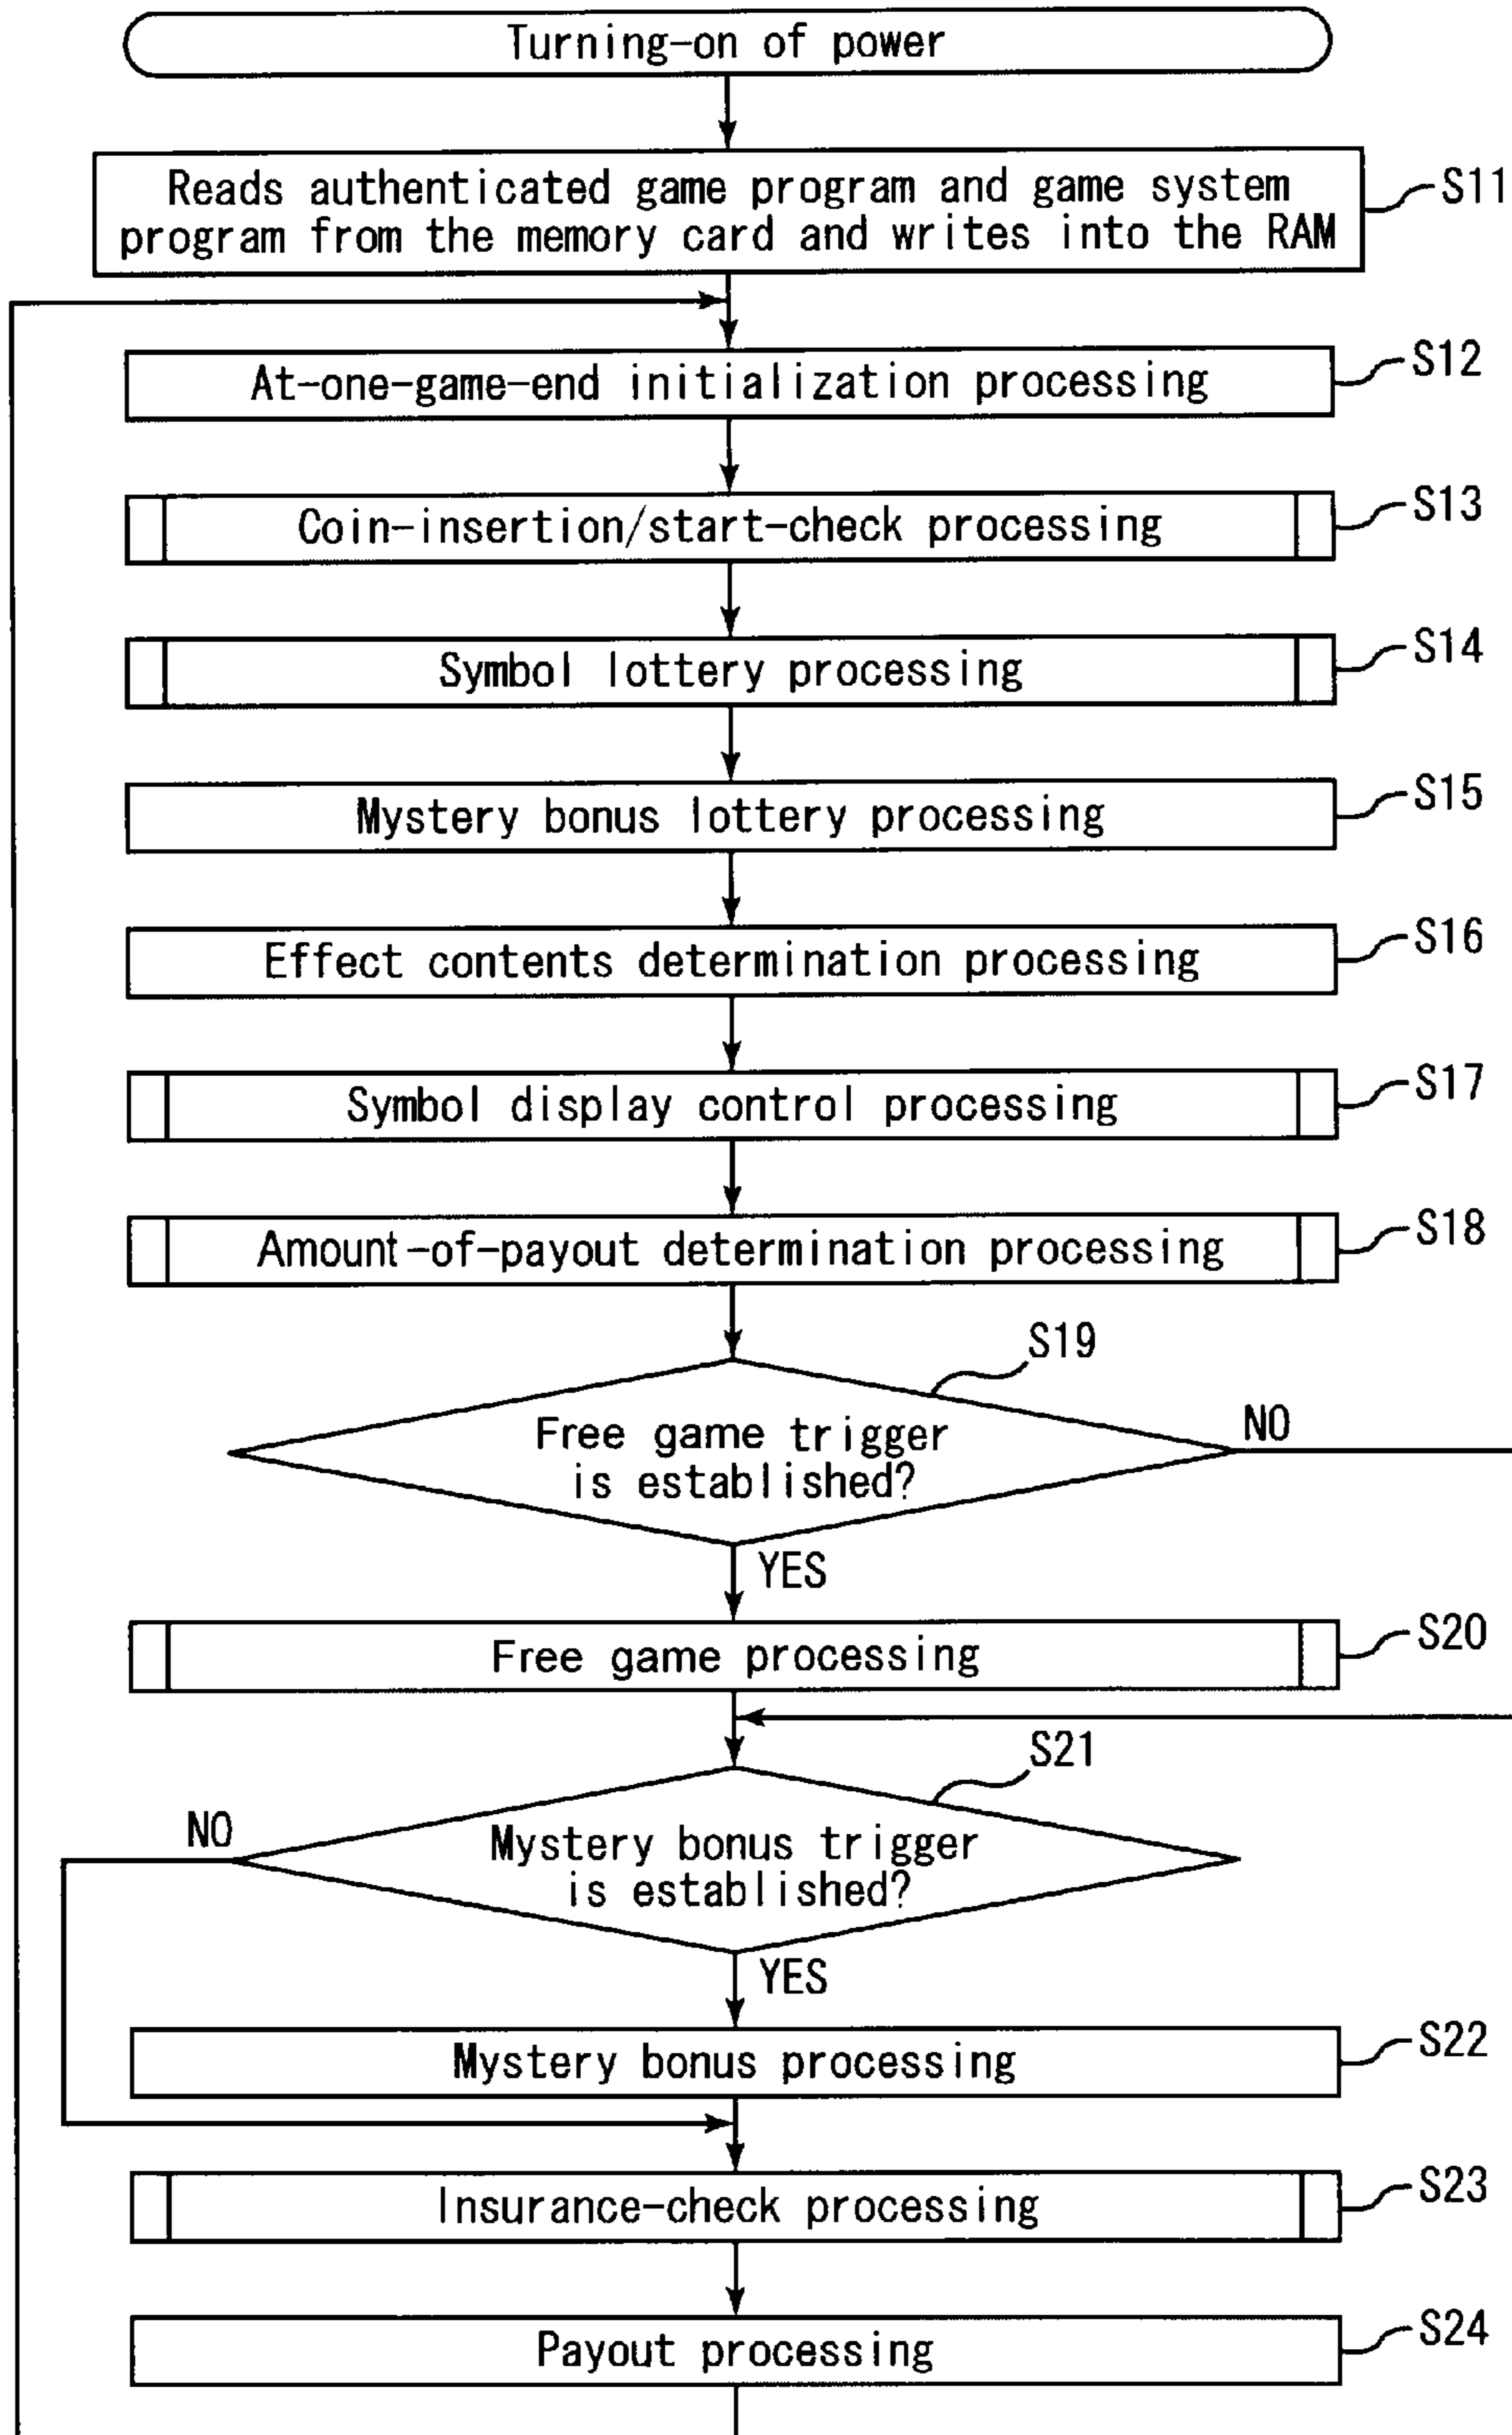 Turning-on of power
Reads authenticated game program and game system
program from the memory card and writes into the RAM
S11
At-one-game-end initialization processing
S12
Coin-insertion/start-check processing
S13
Symbol lottery processing
S14
Mystery bonus lottery processing
S15
Effect contents determination processing
S16
Symbol display control processing
S17
Amount-of-payout determination processing
S18
S19
Free game trigger
is established?
NO
YES
Free game processing
S20
S21
NO
Mystery bonus trigger
is established?
YES
Mystery bonus processing
S22
Insurance-check processing
S23
Payout processing
S24